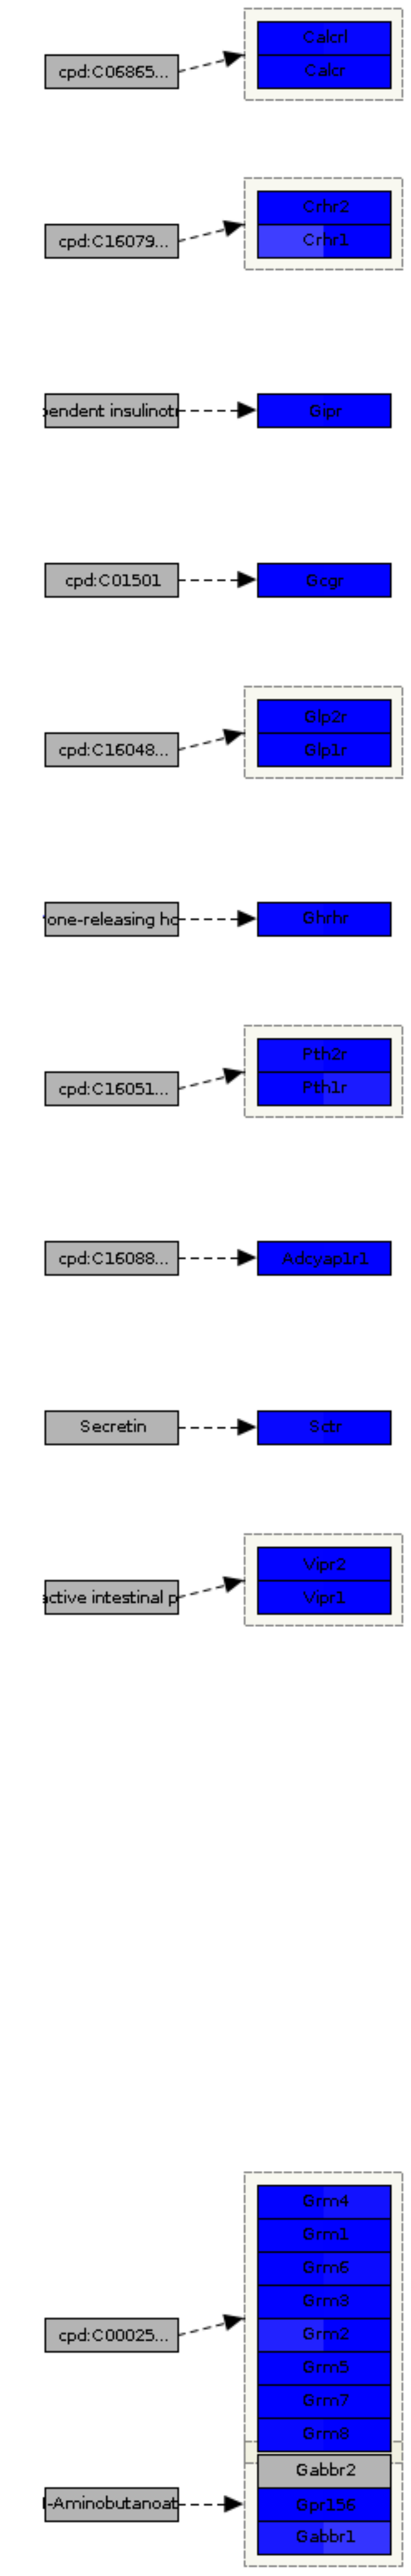 Calcrl
cpd:C06865...
Calcr
Crhr2
cpd:C16079...
Crhr1
pendent insulinotr
Gipr
cpd:C01501
Gcgr
Glp2r
cpd:C16048...
Glp1r
one-releasing ho
Ghrhr
Pth2r
cpd:C16051...
Pth1r
cpd:C16088...
Adcyap1r1
Secretin
Sctr
Vipr2
active intestinal p
Vipr1
Grm4
Grm1
Grm6
Grm3
cpd:C00025...
Grm2
Grm5
Grm7
Grm8
Gabbr2
-Aminobutanoat
Gpr156
Gabbr1